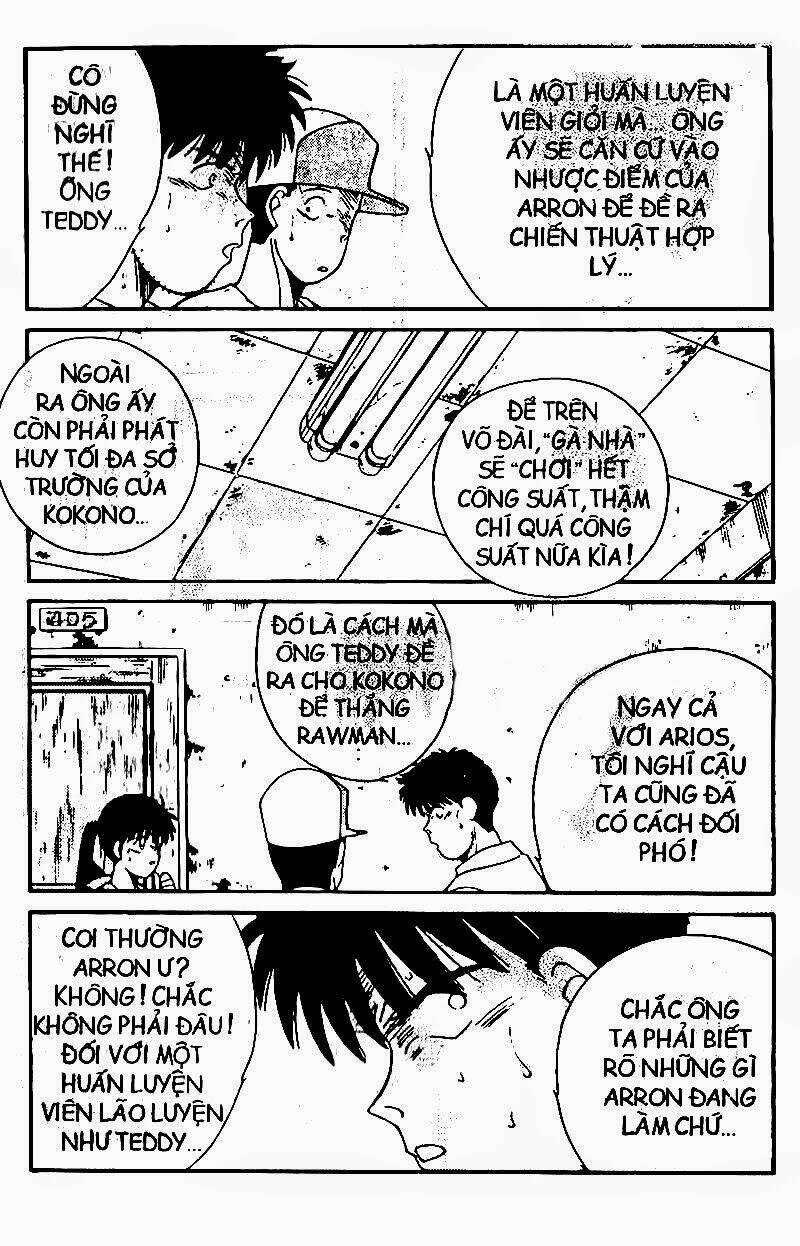 CÔ
ĐỪNG
NGHĨ
THẾ!
ÔNG
TEDDY...
LÀ MỘT HUẤN LUYỆN
VIÊN GIỎI MÀ... ÔNG
ẤY SẼ CĂN CỨ VÀO
NHƯỢC ĐIỂM CỦA
ARRON ĐỂ ĐỀ RA
CHIẾN THUẬT HỢP
LÝ...
NGOÀI
RA ÔNG ẤY
CÒN PHẢI PHÁT
HUY TỐI ĐA SỞ
TRƯỜNG CỦA
KOKONO...
ĐỂ TRÊN
VÕ ĐÀI, "GÀ NHÀ"
SẼ "CHƠI" HẾT
CÔNG SUẤT, THẬM
CHÍ QUÁ CÔNG
SUẤT NỮA KÌA!
405
ĐÓ LÀ CÁCH MÀ
ÔNG TEDDY ĐỀ
RA CHO KOKONO
ĐỂ THẮNG
RAWMAN...
NGAY CẢ
VỚI ARIOS,
TÔI NGHĨ CẬU
TA CŨNG ĐÃ
CÓ CÁCH ĐỐI
PHÓ!
COI THƯỜNG
ARRON Ư?
KHÔNG! CHẮC
KHÔNG PHẢI ĐÂU!
ĐỐI VỚI MỘT
HUẤN LUYỆN
VIÊN LÃO LUYỆN
NHƯ TEDDY...
CHẮC ÔNG
TA PHẢI BIẾT
RÕ NHỮNG GÌ
ARRON ĐANG
LÀM CHỨ...